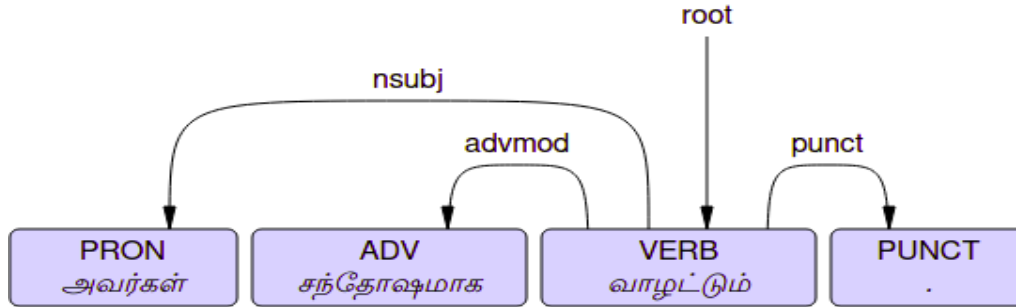 root
nsubj
advmod punct
PRON ADV VERB PUNCT
அவர்கள் சந்தோஷமாக வாழட்டும் .